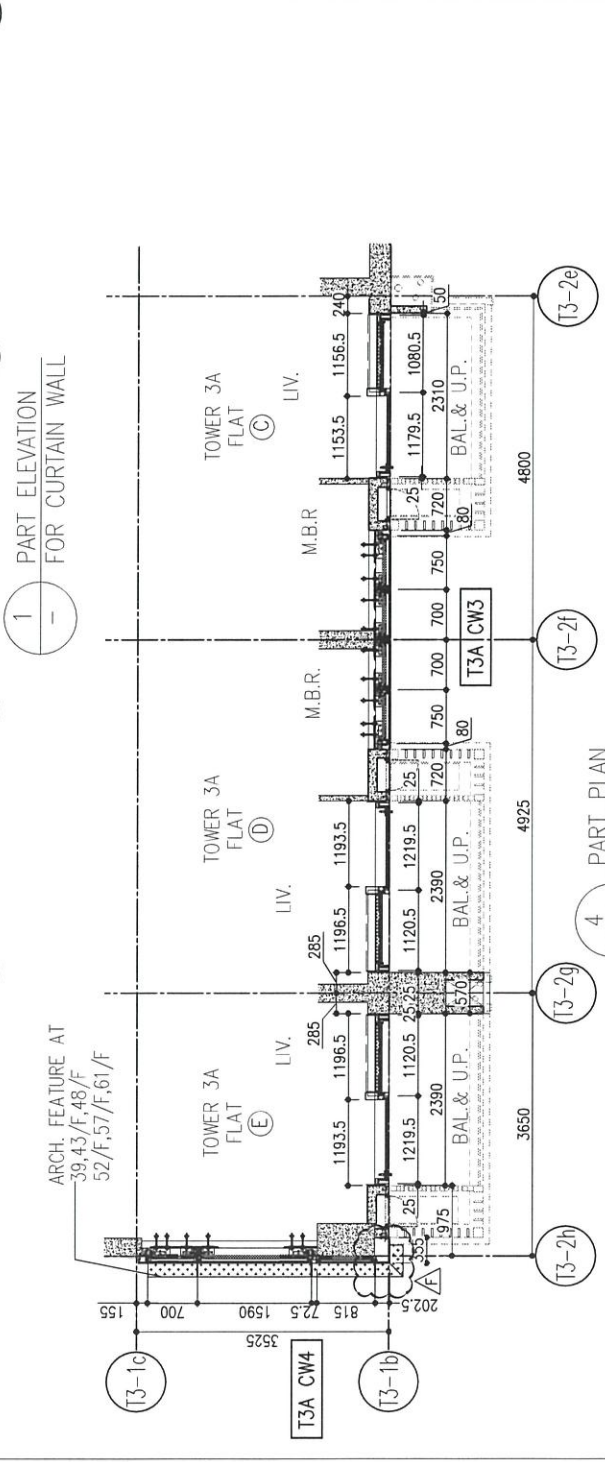 1
–
PART ELEVATION
FOR CURTAIN WALL
ARCH. FEATURE AT
39,43/F,48/F
52/F,57/F,61/F
TOWER 3A
FLAT
E
LIV.
TOWER 3A
FLAT
D
LIV.
M.B.R.
M.B.R
TOWER 3A
FLAT
C
LIV.
T3-1c
155
700
1590
72.5
815
202.5
3525
T3A CW4
T3-1b
1193.5
1196.5
285
285
1196.5
1193.5
1153.5
1156.5
240
355
F
975
25
1219.5
1120.5
25
25
1120.5
1219.5
25
25
1179.5
1080.5
50
2390
570
2390
720
80
750
700
700
750
80
720
2310
BAL.& U.P.
BAL.& U.P.
T3A CW3
BAL.& U.P.
3650
4925
4800
T3-2h
T3-2g
T3-2f
T3-2e
4
PART PLAN